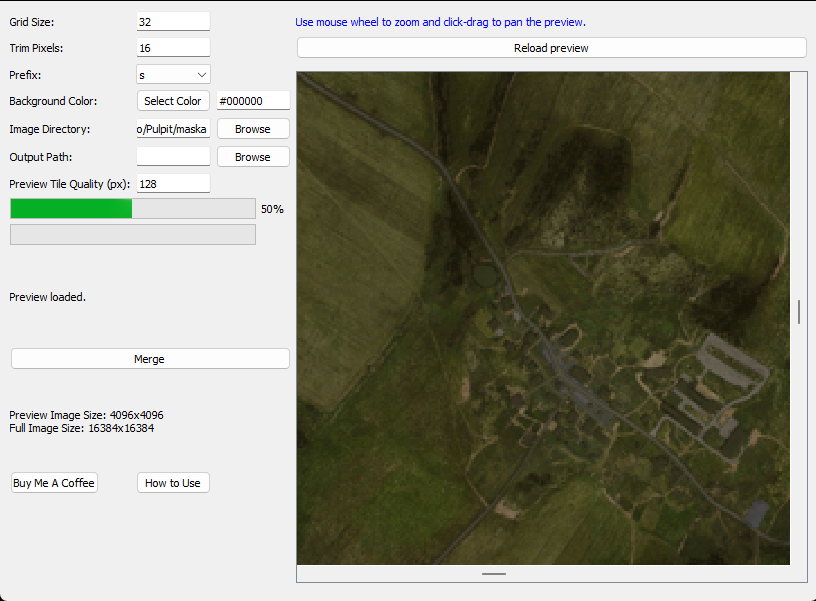 Grid Size: 32
Trim Pixels: 16
Prefix: s
Background Color: Select Color #000000
Image Directory: o/Pulpit/maska Browse
Output Path: Browse
Preview Tile Quality (px): 128
50%
Preview loaded.
Merge
Preview Image Size: 4096x4096
Full Image Size: 16384x16384
Buy Me A Coffee How to Use
Use mouse wheel to zoom and click-drag to pan the preview.
Reload preview